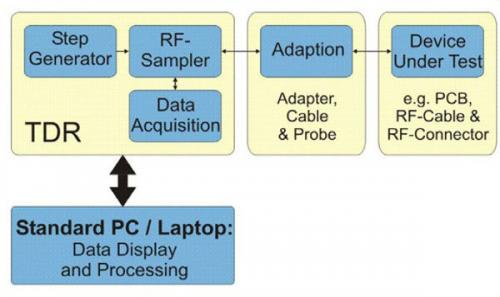 Step
Generator
RF-
Sampler
Data
Acquisition
TDR
Adaption
Adapter,
Cable
& Probe
Device
Under Test
e.g. PCB,
RF-Cable &
RF-Connector
Standard PC / Laptop:
Data Display
and Processing